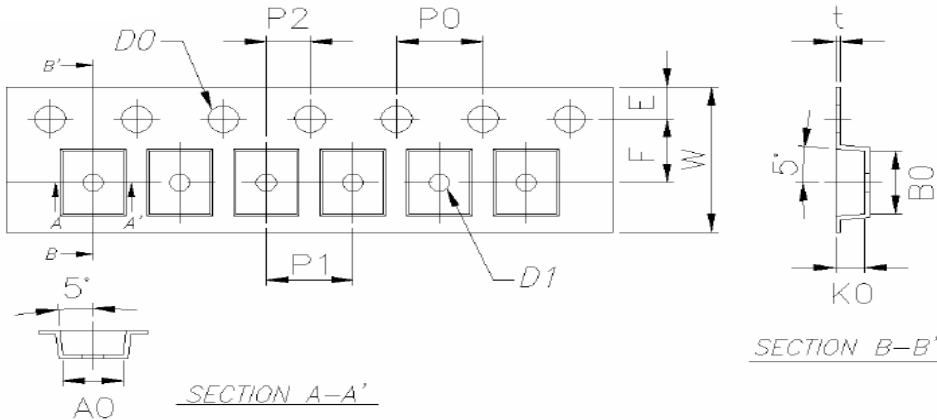 P2
P0
t
D0
B'
E
F
W
5°
B0
A
A'
B
P1
D1
K0
5°
A0
SECTION A-A'
SECTION B-B'